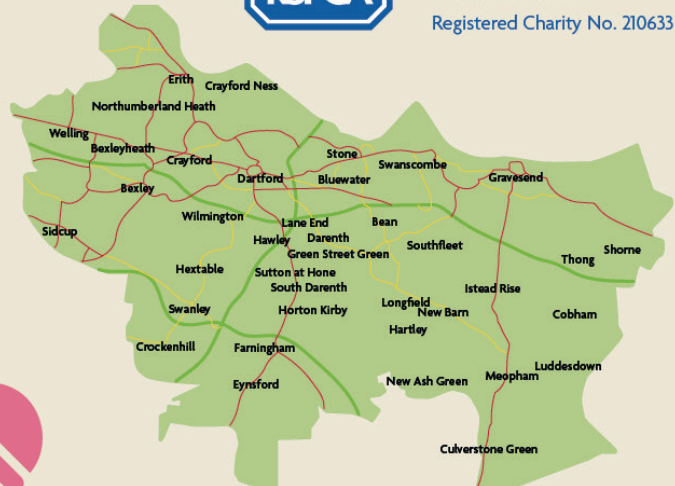 RSPCA
Registered Charity No. 210633
Erith
Crayford Ness
Northumberland Heath
Welling
Bexleyheath
Crayford
Stone
Swanscombe
Dartford
Bluewater
Gravesend
Bexley
Wilmington
Lane End
Bean
Sidcup
Hawley
Darenth
Southfleet
Shorne
Green Street Green
Thong
Hextable
Sutton at Hone
South Darenth
Istead Rise
Swanley
Horton Kirby
Longfield
New Barn
Cobham
Hartley
Crockenhill
Farningham
Luddesdown
Eynsford
New Ash Green
Meopham
Culverstone Green